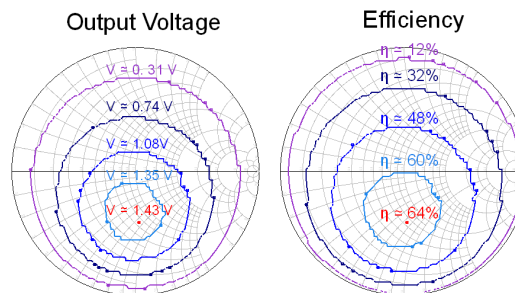 Output Voltage
V ≃ 0.31 V
V ≃ 0.74 V
V ≃ 1.08V
V ≃ 1.35 V
V ≃ 1.43 V
Efficiency
η ≃ 12%
η ≃ 32%
η ≃ 48%
η ≃ 60%
η ≃ 64%